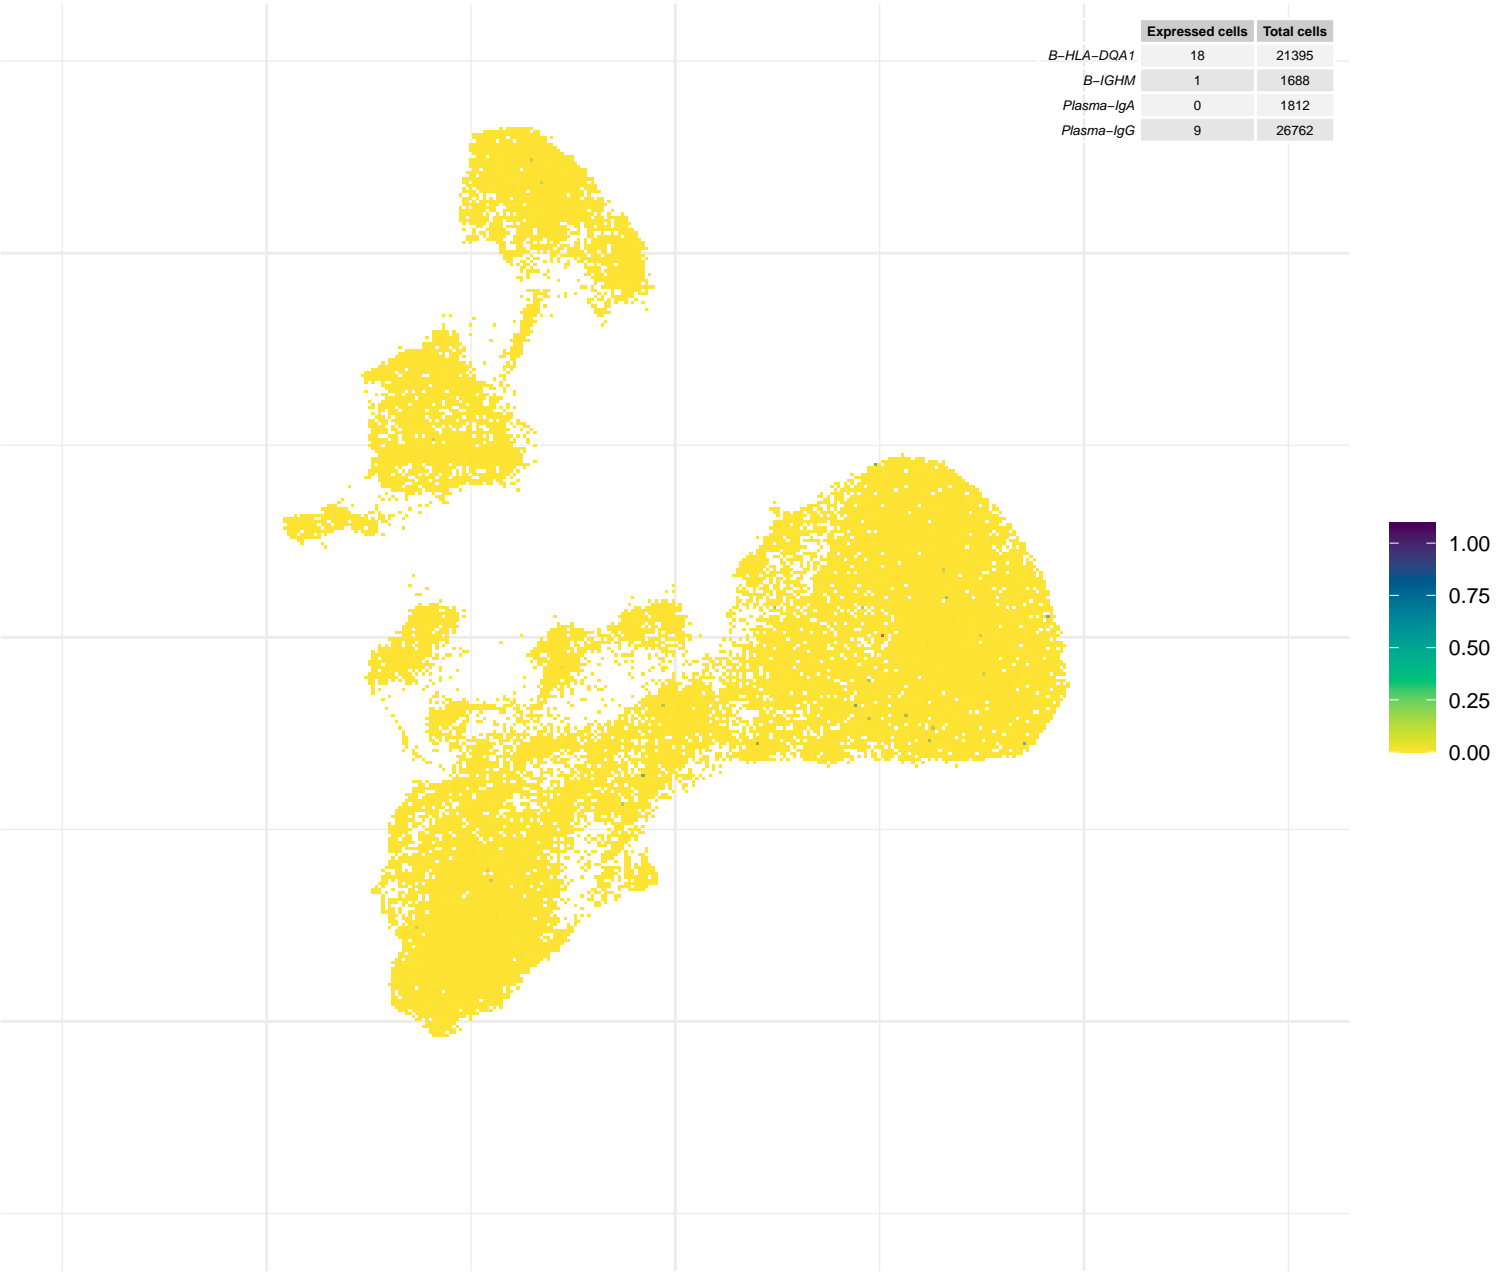 Expressed cells Total cells
B−HLA−DQA1 18 21395
B−IGHM 1 1688
Plasma−IgA 0 1812
Plasma−IgG 9 26762
1.00
0.75
0.50
0.25
0.00